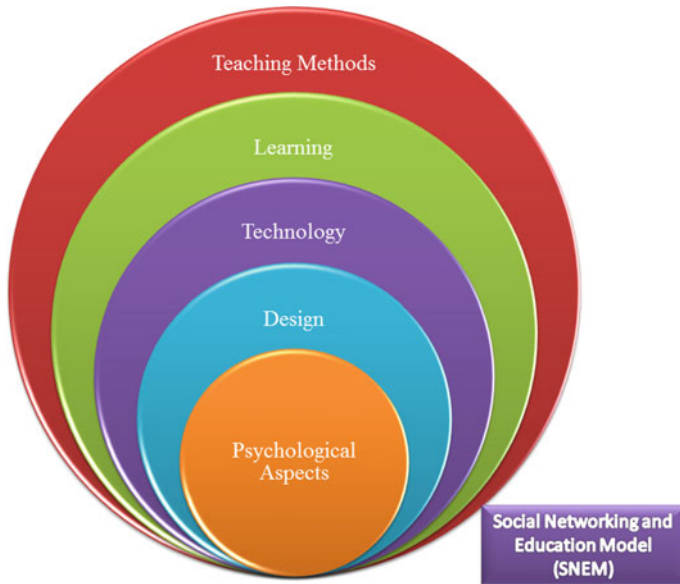 Teaching Methods
Learning
Technology
Design
Psychological
Aspects
Social Networking and
Education Model
(SNEM)